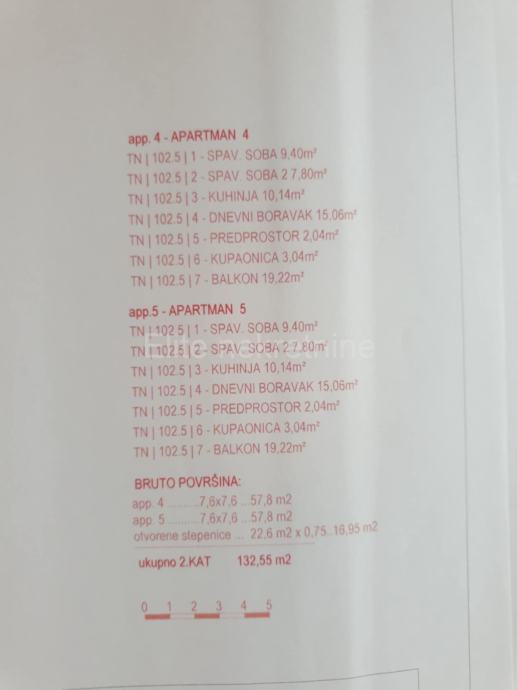 app. 4 - APARTMAN 4
TN | 102.5 | 1 - SPAV. SOBA 9,40m²
TN | 102.5 | 2 - SPAV. SOBA 2 7,80m²
TN | 102.5 | 3 - KUHINJA 10,14m²
TN | 102.5 | 4 - DNEVNI BORAVAK 15,06m²
TN | 102.5 | 5 - PREDPROSTOR 2,04m²
TN | 102.5 | 6 - KUPAONICA 3,04m²
TN | 102.5 | 7 - BALKON 19,22m²
app.5 - APARTMAN 5
TN | 102.5 | 1 - SPAV. SOBA 9,40m²
TN | 102.5 | 2 - SPAV. SOBA 2 7,80m²
Elite nekretnine
TN | 102.5 | 3 - KUHINJA 10,14m²
TN | 102.5 | 4 - DNEVNI BORAVAK 15,06m²
TN | 102.5 | 5 - PREDPROSTOR 2,04m²
TN | 102.5 | 6 - KUPAONICA 3,04m²
TN | 102.5 | 7 - BALKON 19,22m²
BRUTO POVRŠINA:
app. 4 ..........7,6x7,6 ...57,8 m2
app. 5 ..........7,6x7,6 ...57,8 m2
otvorene stepenice ... 22,6 m2 x 0,75..16,95 m2
ukupno 2.KAT 132,55 m2
0 1 2 3 4 5